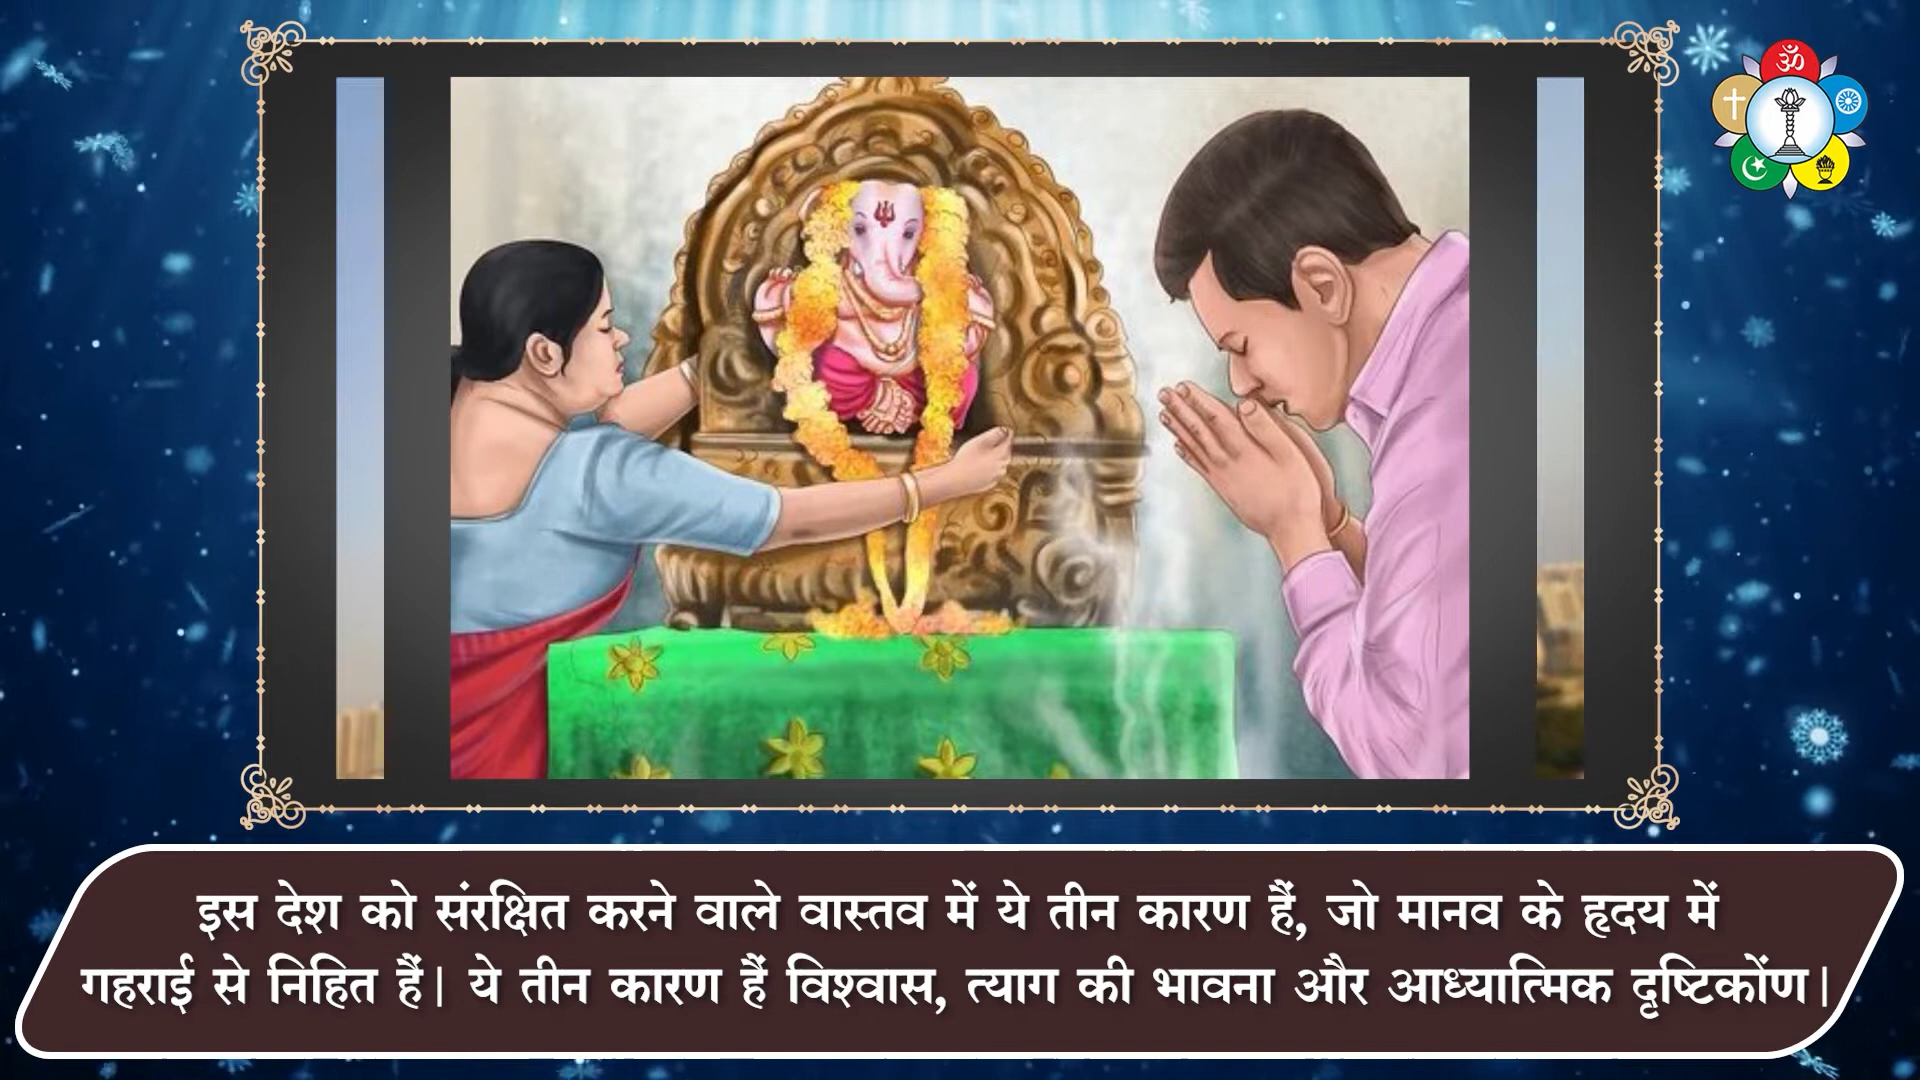 ॐ
इस देश को संरक्षित करने वाले वास्तव में ये तीन कारण हैं, जो मानव के हृदय में
गहराई से निहित हैं। ये तीन कारण हैं विश्वास, त्याग की भावना और आध्यात्मिक दृष्टिकोंण।